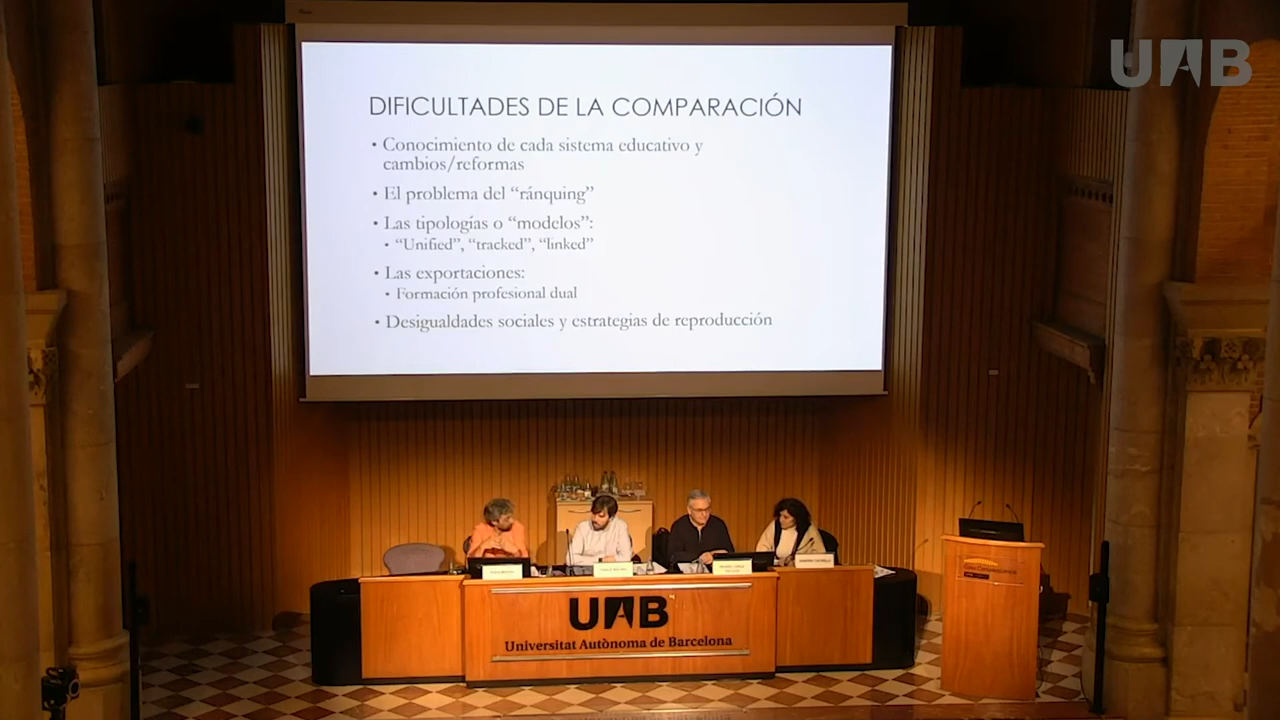 UAB
DIFICULTADES DE LA COMPARACIÓN
• Conocimiento de cada sistema educativo y
cambios/reformas
• El problema del “ránquing”
• Las tipologías o “modelos”:
• “Unified”, “tracked”, “linked”
• Las exportaciones:
• Formación profesional dual
• Desigualdades sociales y estrategias de reproducción
UAB
Universitat Autònoma de Barcelona